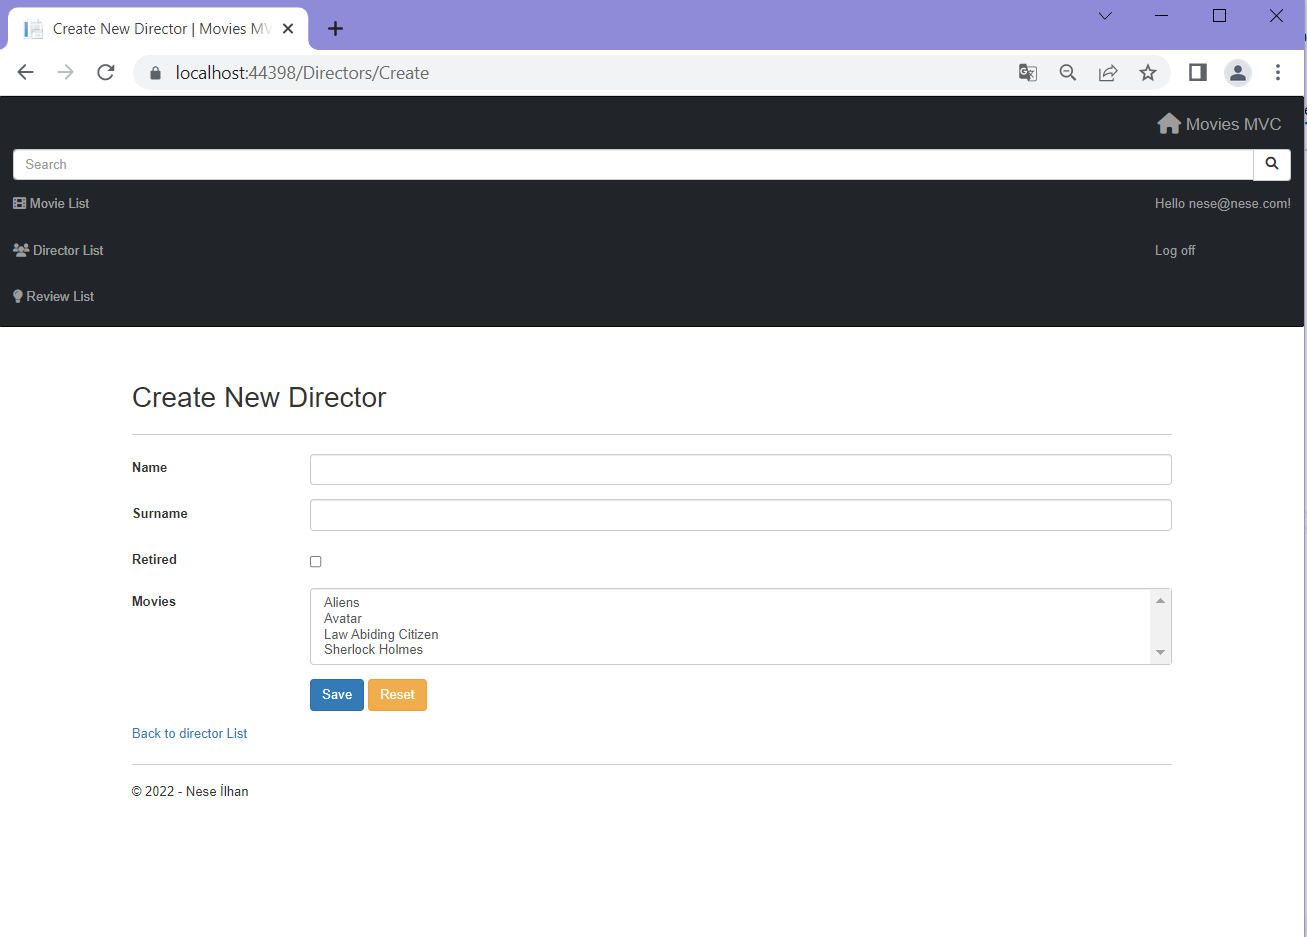 Create New Director | Movies MV
localhost:44398/Directors/Create
Movies MVC
Search
Movie List
Hello nese@nese.com!
Director List
Log off
Review List
Create New Director
Name
Surname
Retired
Movies
Aliens
Avatar
Law Abiding Citizen
Sherlock Holmes
Save Reset
Back to director List
© 2022 - Nese İlhan